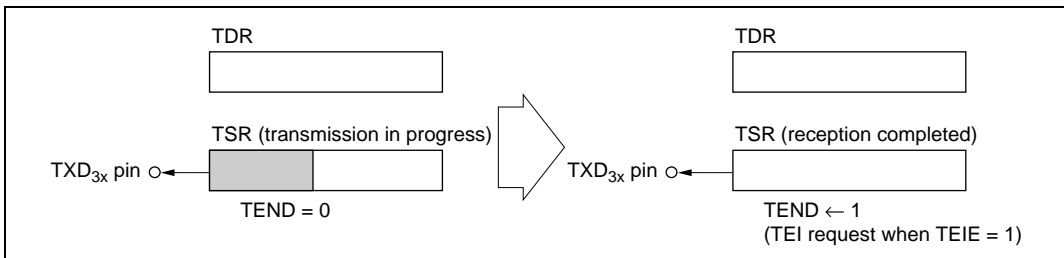 TDR
TSR (transmission in progress)
TXD3x pin
TEND = 0
TDR
TSR (reception completed)
TXD3x pin
TEND ← 1
(TEI request when TEIE = 1)